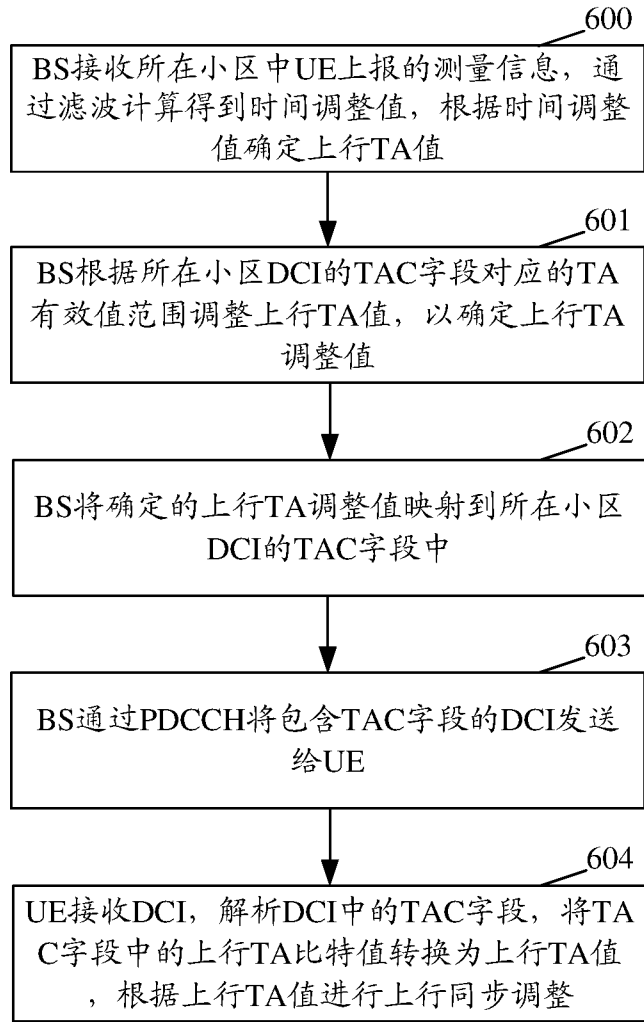 600
BS接收所在小区中UE上报的测量信息，通
过滤波计算得到时间调整值，根据时间调整
值确定上行TA值
601
BS根据所在小区DCI的TAC字段对应的TA
有效值范围调整上行TA值，以确定上行TA
调整值
602
BS将确定的上行TA调整值映射到所在小区
DCI的TAC字段中
603
BS通过PDCCH将包含TAC字段的DCI发送
给UE
604
UE接收DCI，解析DCI中的TAC字段，将TA
C字段中的上行TA比特值转换为上行TA值
，根据上行TA值进行上行同步调整